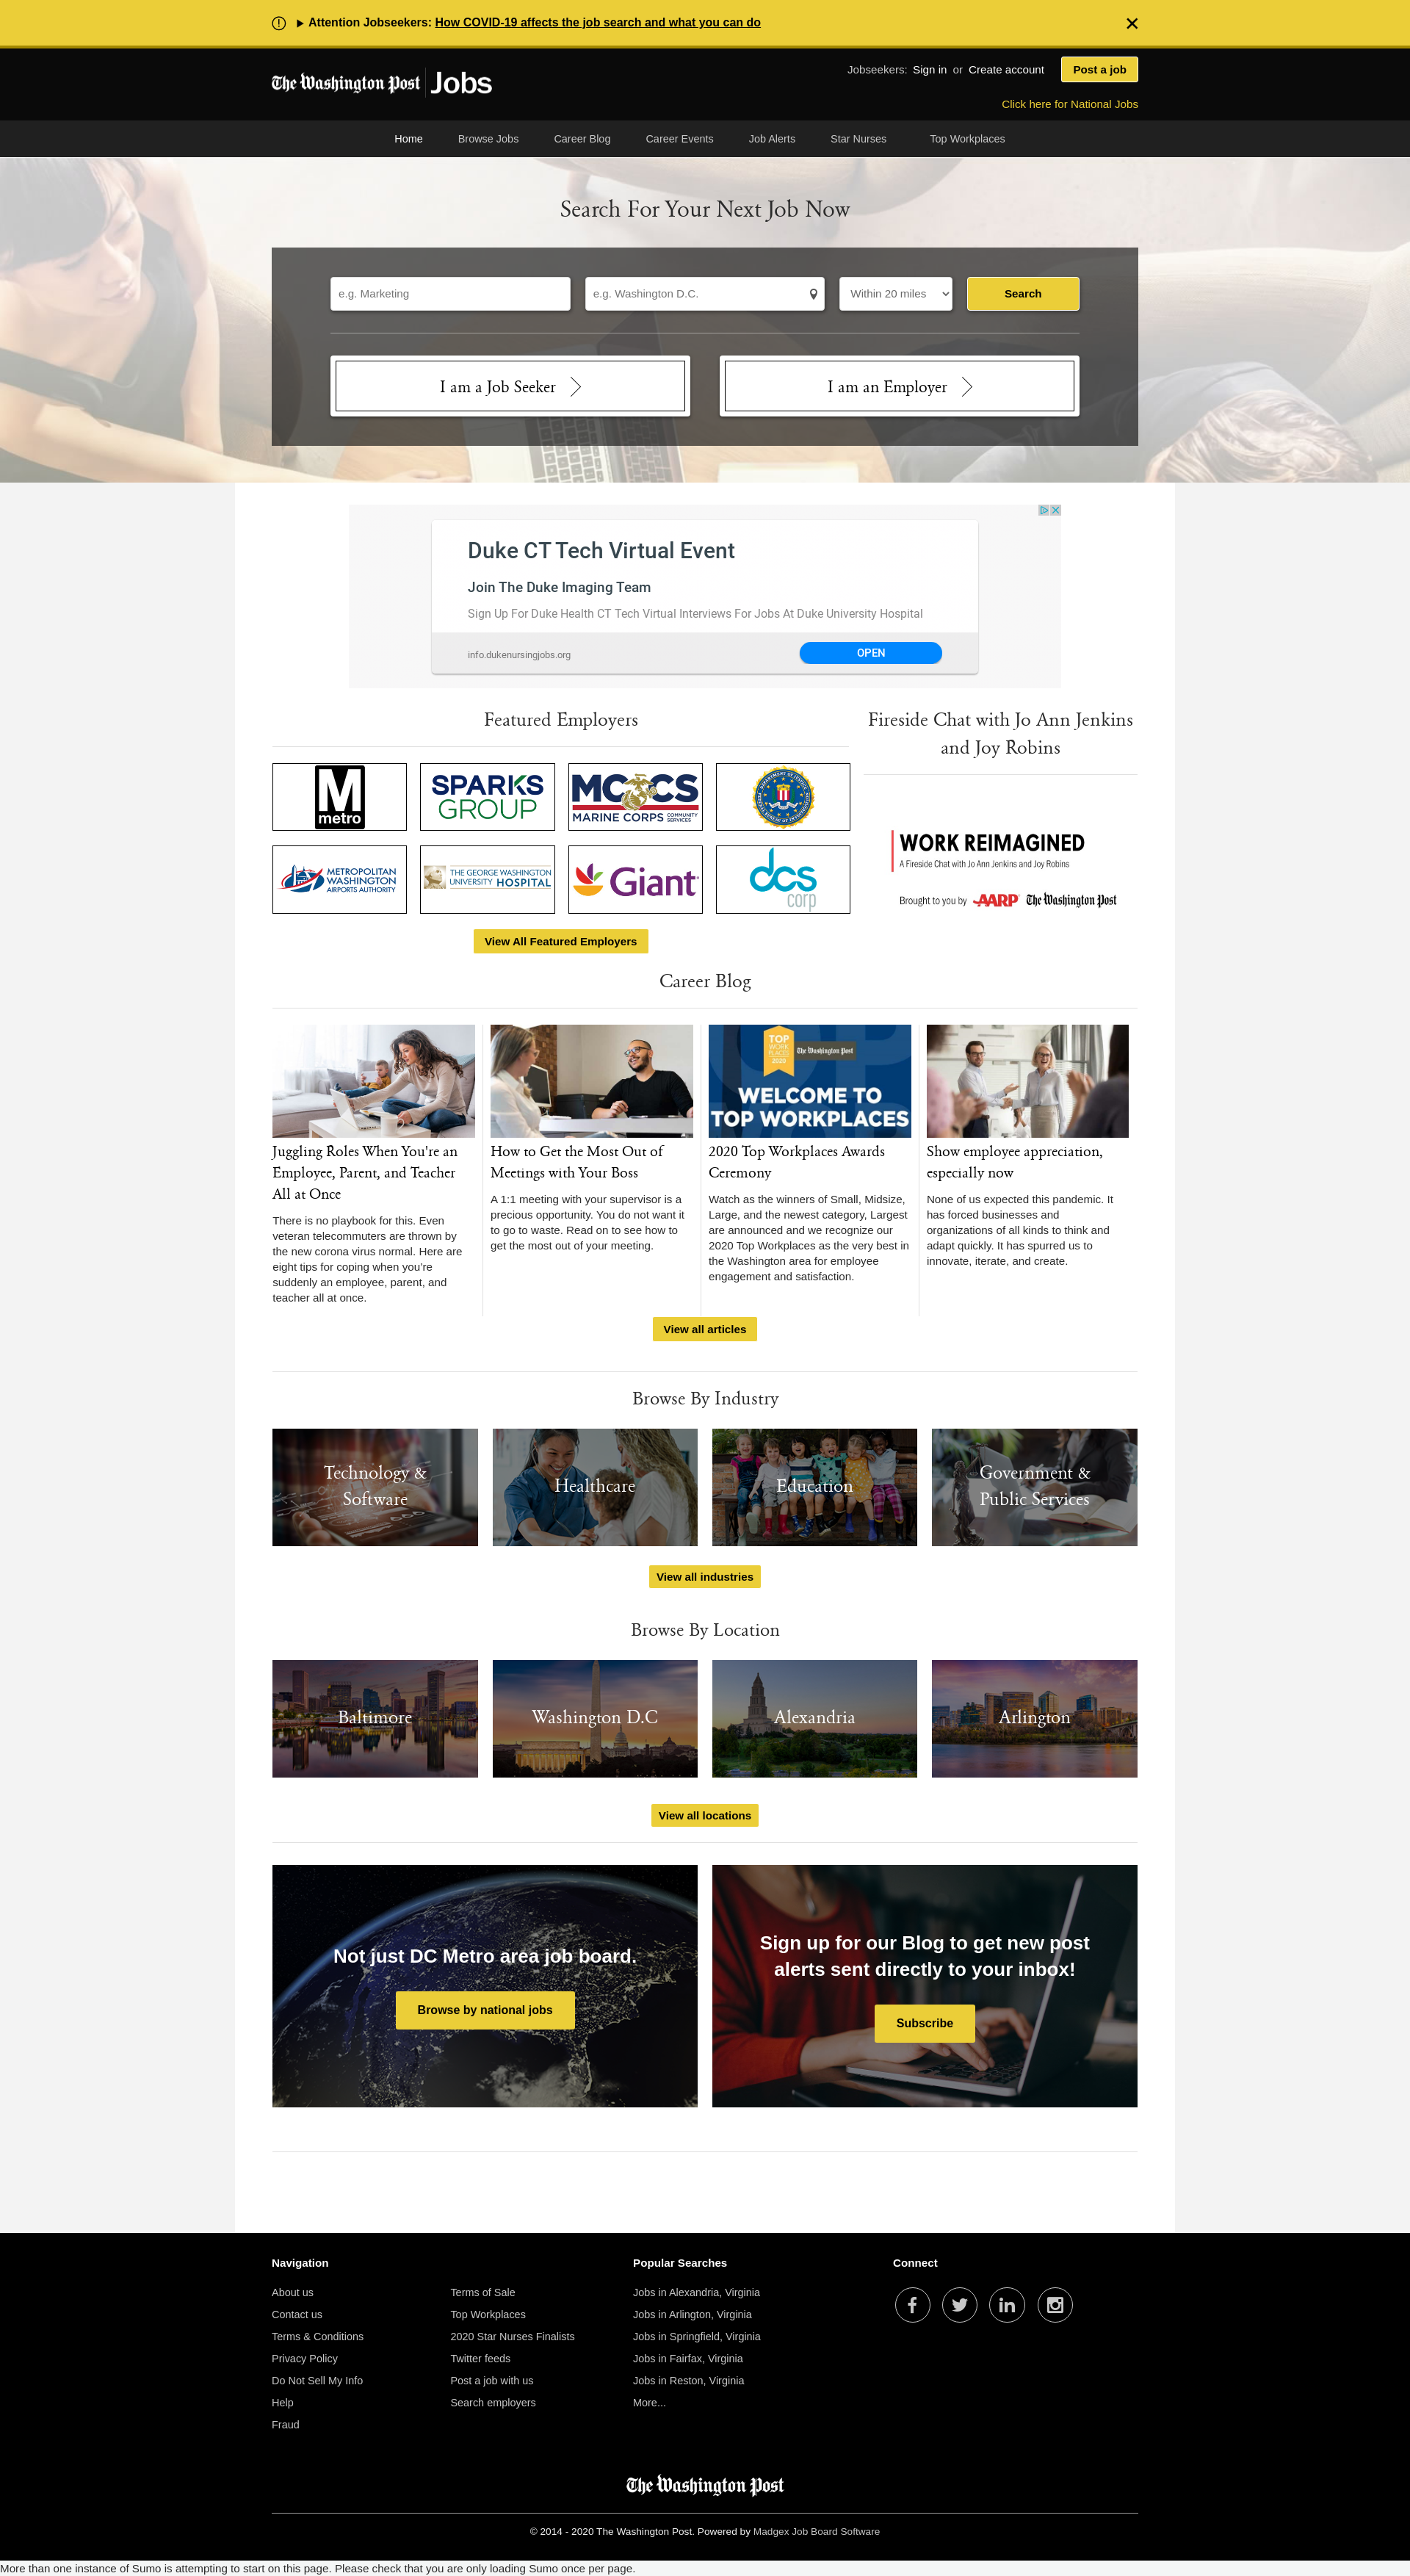 Attention Jobseekers: How COVID-19 affects the job search and what you can do
The Washington Post Jobs
Jobseekers: Sign in or Create account
Post a job
Click here for National Jobs
Home Browse Jobs Career Blog Career Events Job Alerts Star Nurses Top Workplaces
Search For Your Next Job Now
e.g. Marketing
e.g. Washington D.C.
Within 20 miles
Search
I am a Job Seeker
I am an Employer
Duke CT Tech Virtual Event
Join The Duke Imaging Team
Sign Up For Duke Health CT Tech Virtual Interviews For Jobs At Duke University Hospital
info.dukenursingjobs.org
OPEN
Featured Employers
M metro
SPARKS
GROUP
MCCS
MARINE CORPS COMMUNITY SERVICES
METROPOLITAN
WASHINGTON
AIRPORTS AUTHORITY
THE GEORGE WASHINGTON
UNIVERSITY HOSPITAL
Giant
dcs
corp
View All Featured Employers
Fireside Chat with Jo Ann Jenkins
and Joy Robins
WORK REIMAGINED
A Fireside Chat with Jo Ann Jenkins and Joy Robins
Brought to you by AARP The Washington Post
Career Blog
TOP
WORK
PLACES
2020
The Washington Post
WELCOME TO
TOP WORKPLACES
Juggling Roles When You're an
Employee, Parent, and Teacher
All at Once
There is no playbook for this. Even
veteran telecommuters are thrown by
the new corona virus normal. Here are
eight tips for coping when you're
suddenly an employee, parent, and
teacher all at once.
How to Get the Most Out of
Meetings with Your Boss
A 1:1 meeting with your supervisor is a
precious opportunity. You do not want it
to go to waste. Read on to see how to
get the most out of your meeting.
2020 Top Workplaces Awards
Ceremony
Watch as the winners of Small, Midsize,
Large, and the newest category, Largest
are announced and we recognize our
2020 Top Workplaces as the very best in
the Washington area for employee
engagement and satisfaction.
Show employee appreciation,
especially now
None of us expected this pandemic. It
has forced businesses and
organizations of all kinds to think and
adapt quickly. It has spurred us to
innovate, iterate, and create.
View all articles
Browse By Industry
Technology &
Software
Healthcare
Education
Government &
Public Services
View all industries
Browse By Location
Baltimore
Washington D.C
Alexandria
Arlington
View all locations
Not just DC Metro area job board.
Browse by national jobs
Sign up for our Blog to get new post
alerts sent directly to your inbox!
Subscribe
Navigation
About us
Contact us
Terms & Conditions
Privacy Policy
Do Not Sell My Info
Help
Fraud
Terms of Sale
Top Workplaces
2020 Star Nurses Finalists
Twitter feeds
Post a job with us
Search employers
Popular Searches
Jobs in Alexandria, Virginia
Jobs in Arlington, Virginia
Jobs in Springfield, Virginia
Jobs in Fairfax, Virginia
Jobs in Reston, Virginia
More...
Connect
The Washington Post
© 2014 - 2020 The Washington Post. Powered by Madgex Job Board Software
More than one instance of Sumo is attempting to start on this page. Please check that you are only loading Sumo once per page.